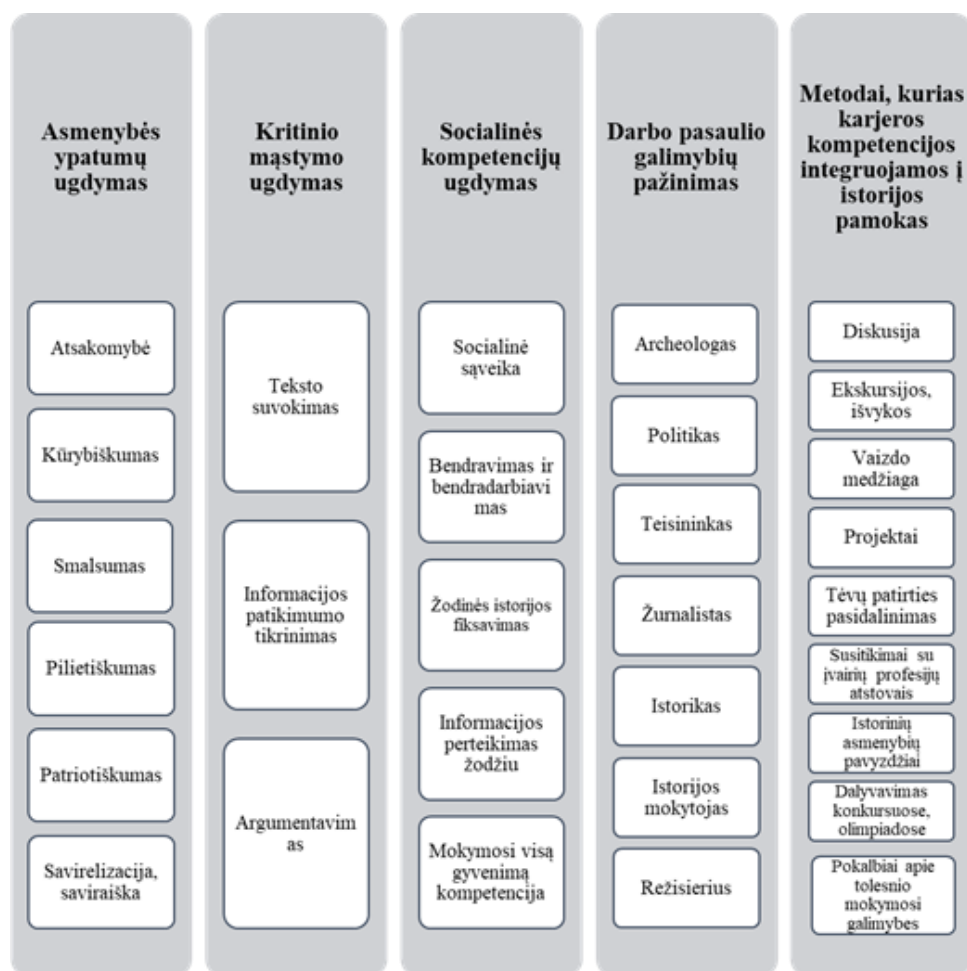 Asmenybės
ypatumų
ugdymas
Atsakomybė
Kūrybiškumas
Smalsumas
Pilietiškumas
Patriotiškumas
Savirelizacija,
saviraiška
Kritinio
mąstymo
ugdymas
Teksto
suvokimas
Informacijos
patikimumo
tikrinimas
Argumentavim
as
Socialinės
kompetencijų
ugdymas
Socialinė
sąveika
Bendravimas ir
bendradarbiavi
mas
Žodinės istorijos
fiksavimas
Informacijos
perteikimas
žodžiu
Mokymosi visą
gyvenimą
kompetencija
Darbo pasaulio
galimybių
pažinimas
Archeologas
Politikas
Teisininkas
Žurnalistas
Istorikas
Istorijos
mokytojas
Režisierius
Metodai, kurias
karjeros
kompetencijos
integruojamos į
istorijos
pamokas
Diskusija
Ekskursijos,
išvykos
Vaizdo
medžiaga
Projektai
Tėvų patirties
pasidalinimas
Susitikimai su
įvairių profesijų
atstovais
Istorinių
asmenybių
pavyzdžiai
Dalyvavimas
konkursuose,
olimpiadose
Pokalbiai apie
tolesnio
mokymosi
galimybes